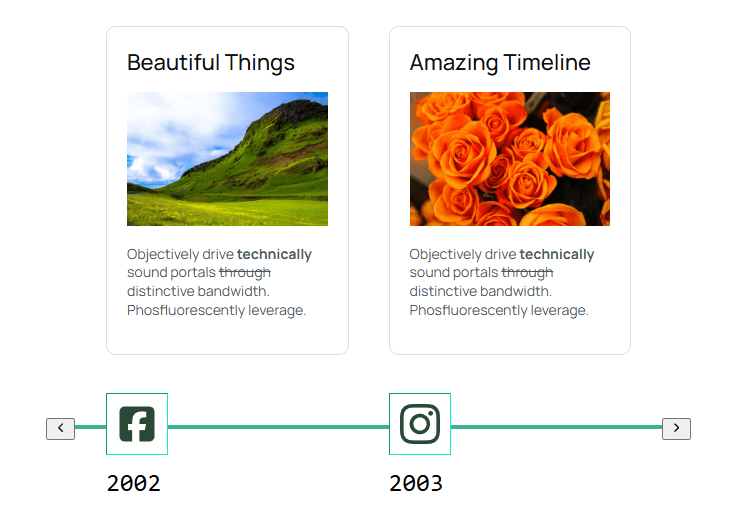 Beautiful Things
Objectively drive technically
sound portals through
distinctive bandwidth.
Phosfluorescently leverage.
Amazing Timeline
Objectively drive technically
sound portals through
distinctive bandwidth.
Phosfluorescently leverage.
2002
2003